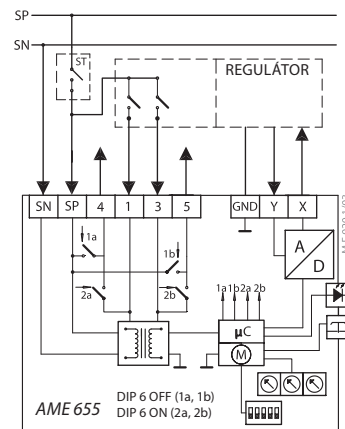 SP
SN
ST
REGULÁTOR
SN SP 4 1 3 5 GND Y X
1a
1b
2a
2b
A
D
1a 1b 2a 2b
µC
M
AME 655
DIP 6 OFF (1a, 1b)
DIP 6 ON (2a, 2b)